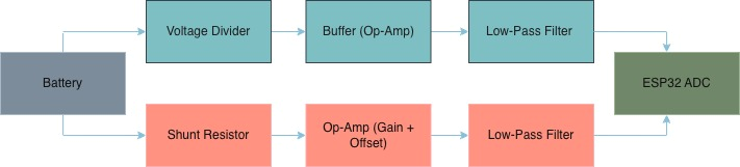 Voltage Divider
Buffer (Op-Amp)
Low-Pass Filter
Battery
ESP32 ADC
Shunt Resistor
Op-Amp (Gain +
Offset)
Low-Pass Filter